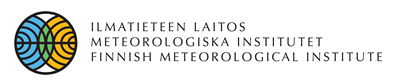 ILMATIETEEN LAITOS
METEOROLOGISKA INSTITUTET
FINNISH METEOROLOGICAL INSTITUTE